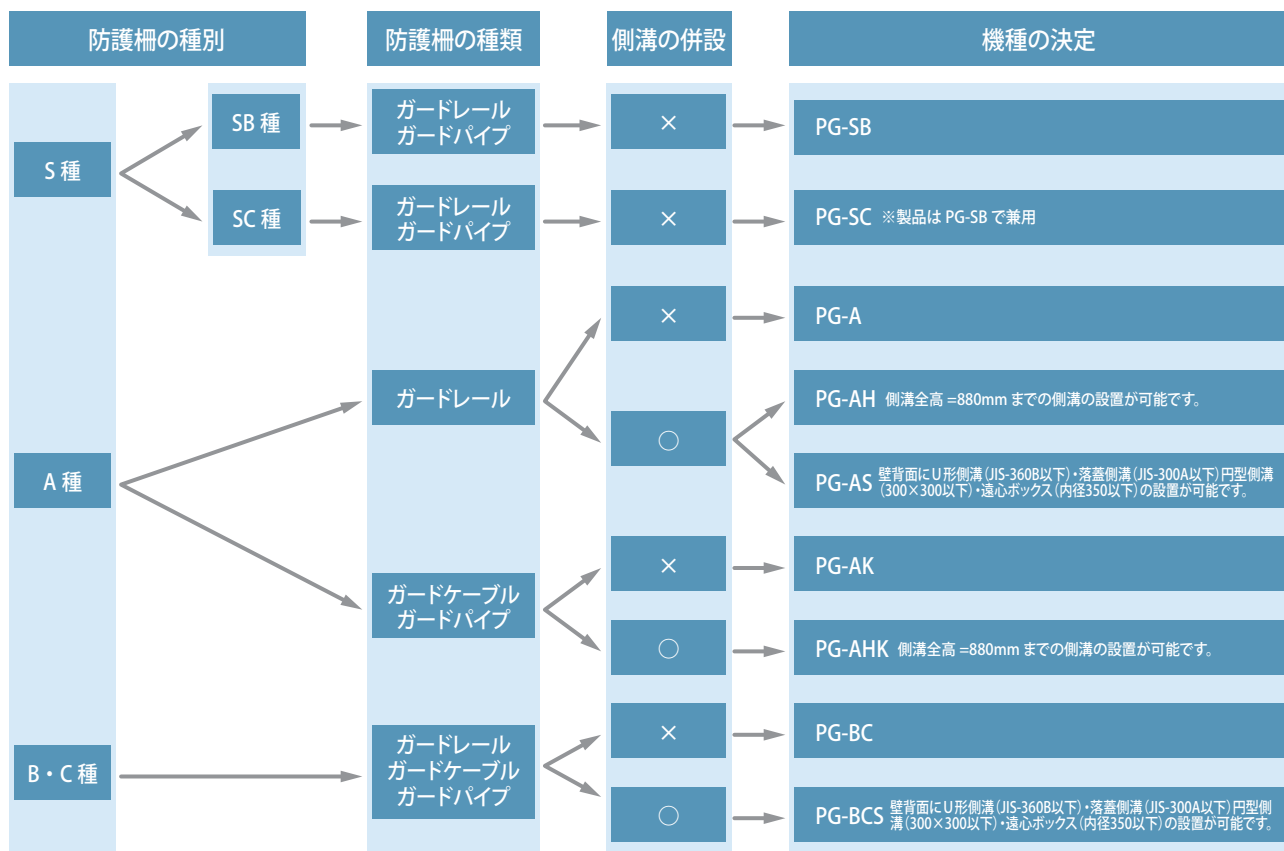 防護柵の種別
防護柵の種類
側溝の併設
機種の決定
S 種
SB 種
ガードレール
ガードパイプ
×
PG-SB
SC 種
ガードレール
ガードパイプ
×
PG-SC ※製品は PG-SB で兼用
A 種
ガードレール
×
PG-A
○
PG-AH 側溝全高 =880mm までの側溝の設置が可能です。
PG-AS 壁背面にU形側溝(JIS-360B以下)・落蓋側溝(JIS-300A以下)円型側溝
(300×300以下)・遠心ボックス(内径350以下)の設置が可能です。
ガードケーブル
ガードパイプ
×
PG-AK
○
PG-AHK 側溝全高 =880mm までの側溝の設置が可能です。
B・C 種
ガードレール
ガードケーブル
ガードパイプ
×
PG-BC
○
PG-BCS 壁背面にU形側溝(JIS-360B以下)・落蓋側溝(JIS-300A以下)円型側
溝(300×300以下)・遠心ボックス(内径350以下)の設置が可能です。